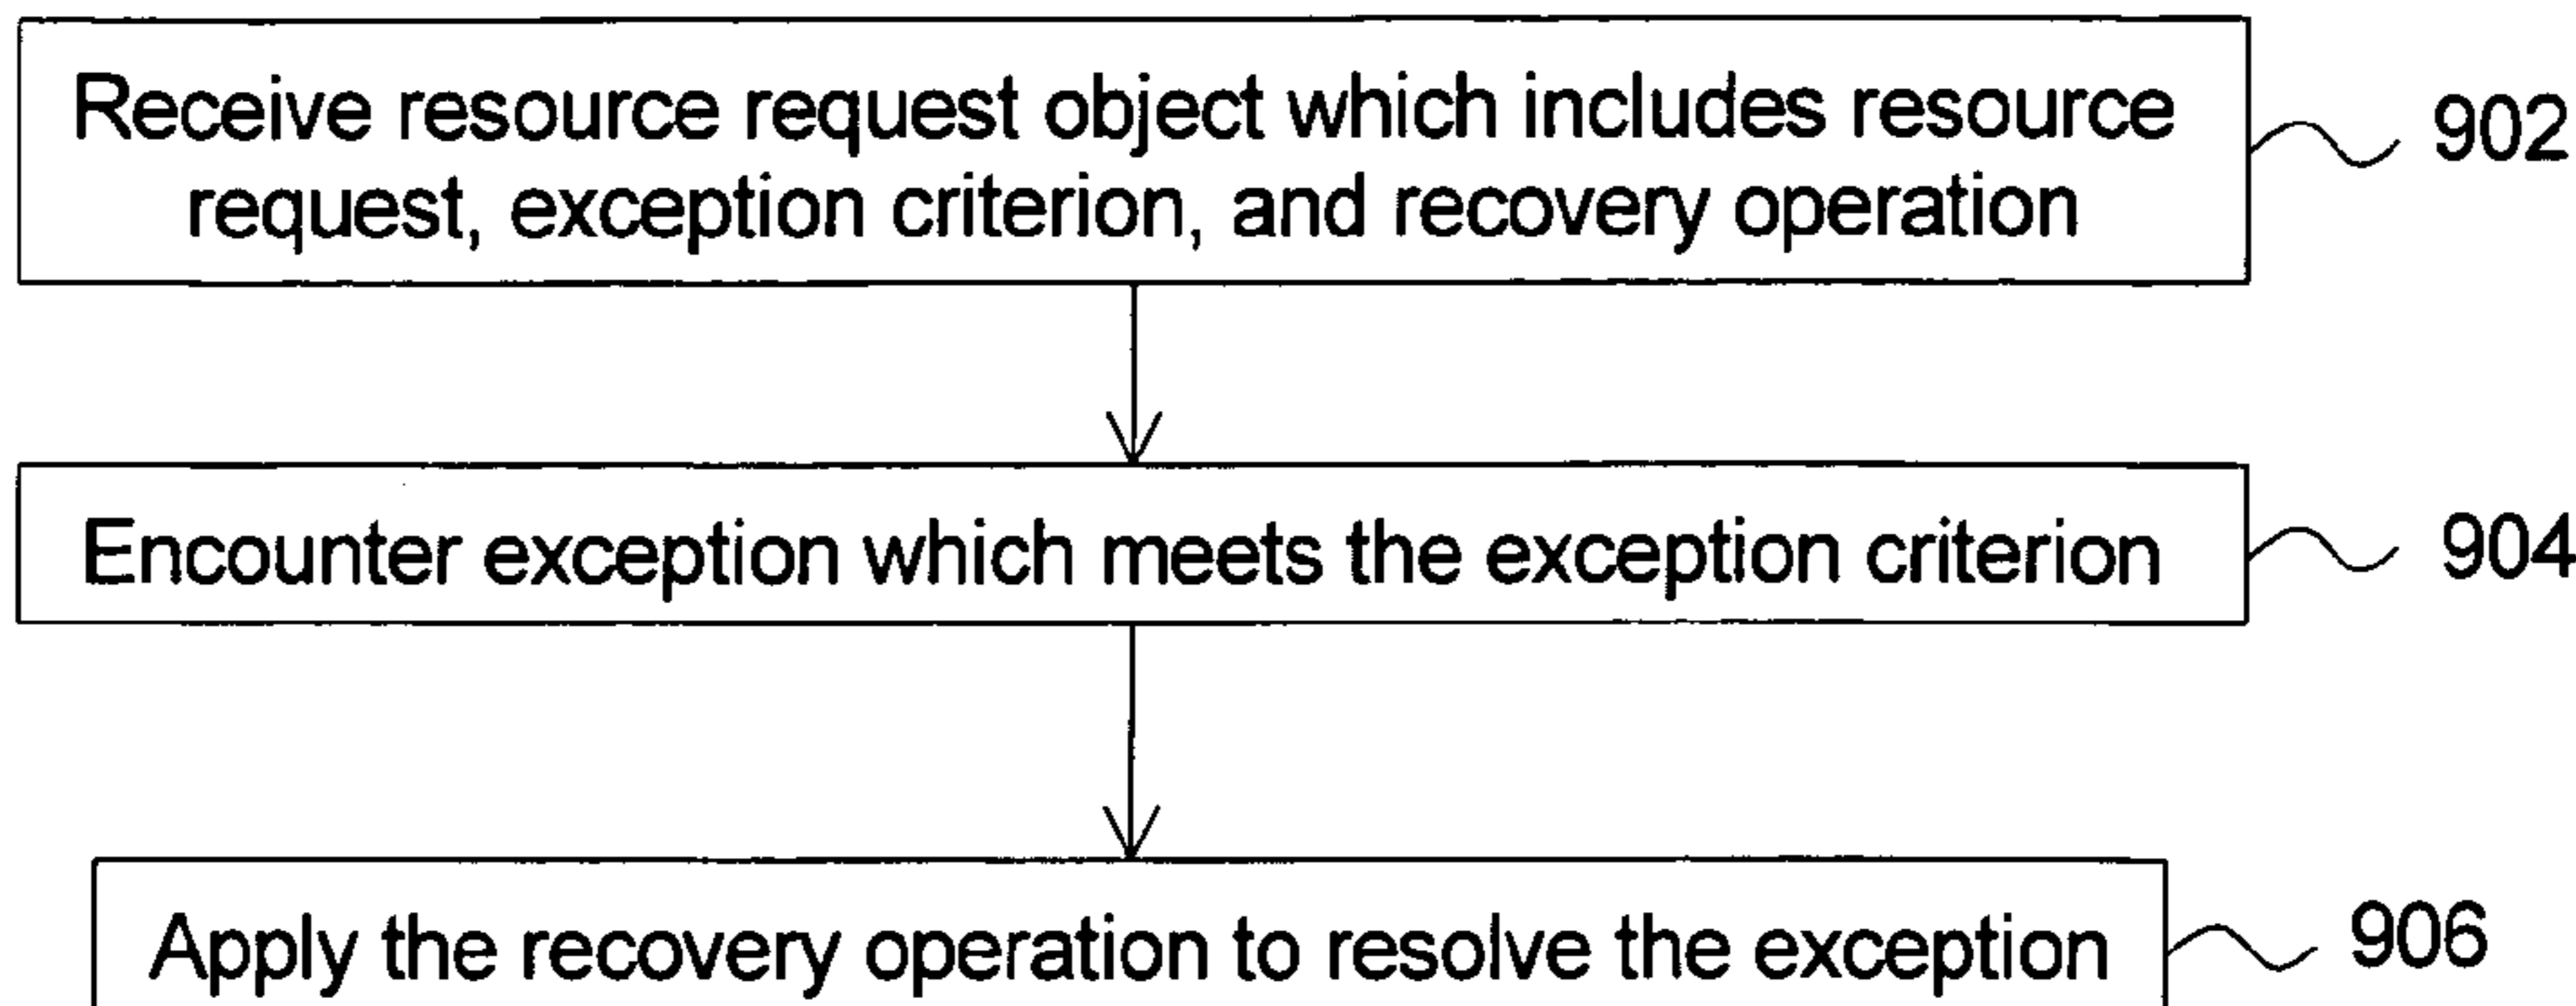 Receive resource request object which includes resource
request, exception criterion, and recovery operation
902
Encounter exception which meets the exception criterion
904
Apply the recovery operation to resolve the exception
906